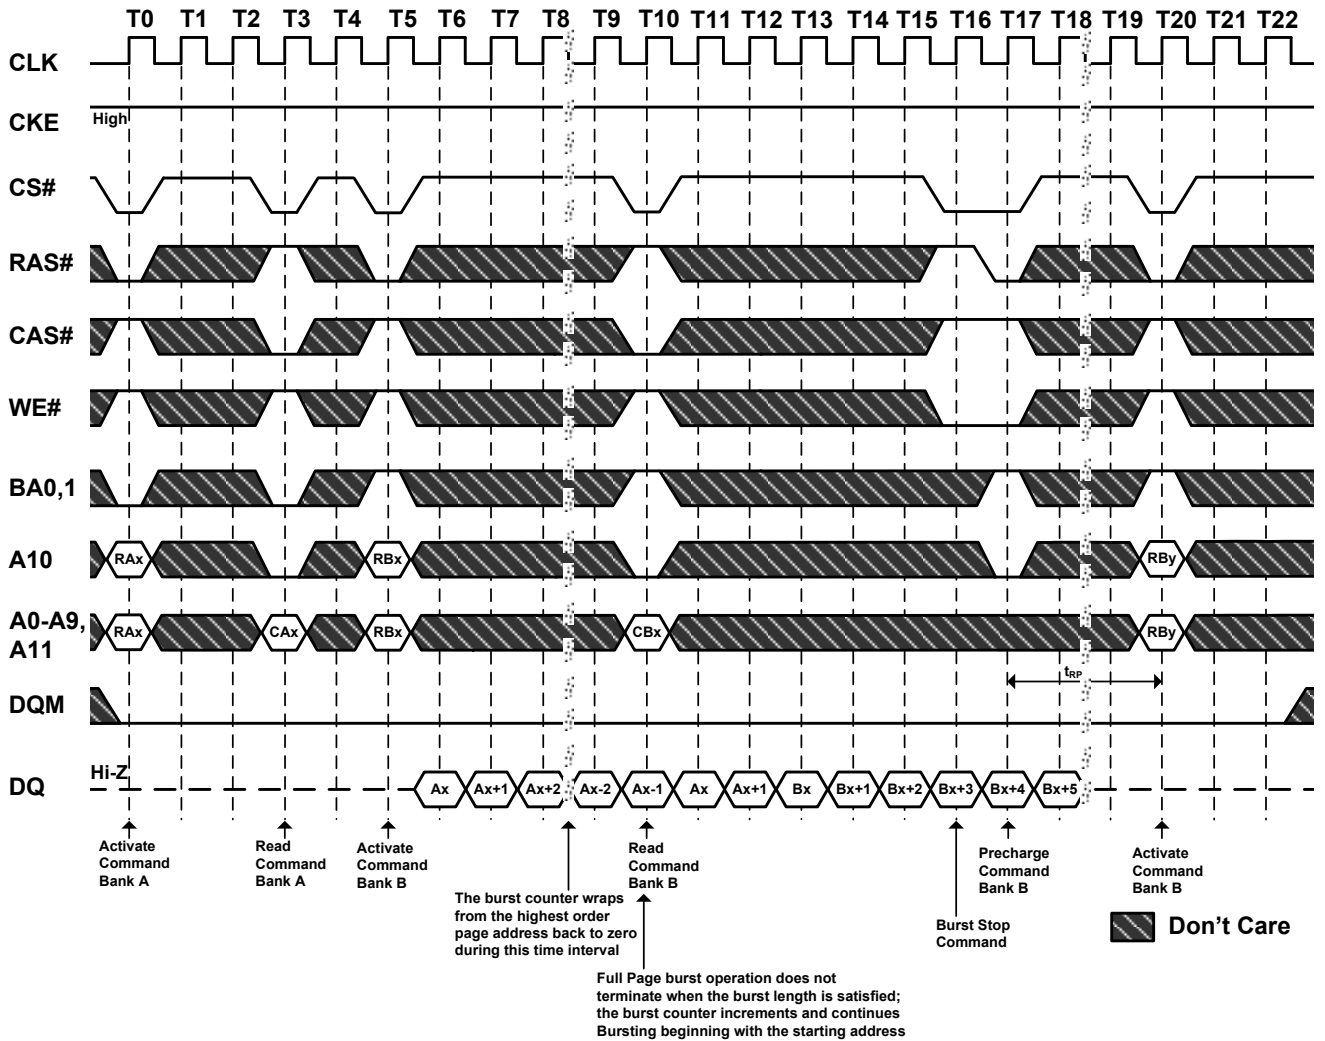 T0 T1 T2 T3 T4 T5 T6 T7 T8 T9 T10 T11 T12 T13 T14 T15 T16 T17 T18 T19 T20 T21 T22
CLK
CKE High
CS#
RAS#
CAS#
WE#
BA0,1
A10 RAx RBx RBy
A0-A9,
A11
RAx CAx RBx CBx RBy
tRP
DQM
DQ Hi-Z Ax Ax+1 Ax+2 Ax-2 Ax-1 Ax Ax+1 Bx Bx+1 Bx+2 Bx+3 Bx+4 Bx+5
Activate
Command
Bank A
Read
Command
Bank A
Activate
Command
Bank B
The burst counter wraps
from the highest order
page address back to zero
during this time interval
Read
Command
Bank B
Full Page burst operation does not
terminate when the burst length is satisfied;
the burst counter increments and continues
Bursting beginning with the starting address
Burst Stop
Command
Precharge
Command
Bank B
Activate
Command
Bank B
Don't Care